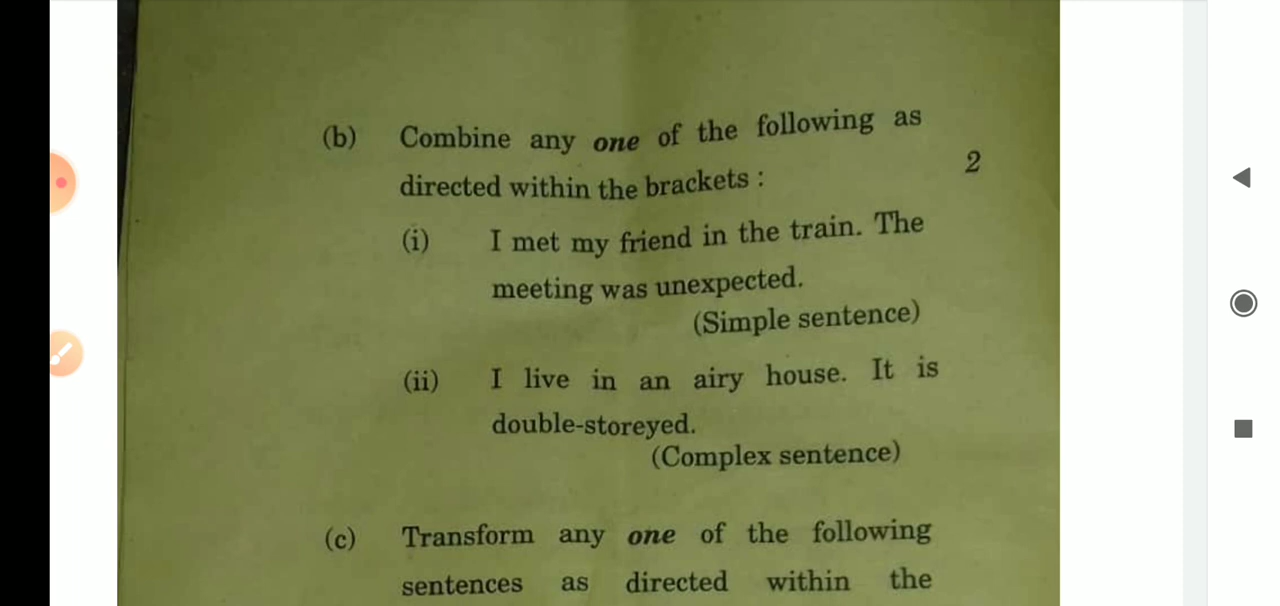 (b) Combine any one of the following as
directed within the brackets : 2
(i) I met my friend in the train. The
meeting was unexpected.
(Simple sentence)
(ii) I live in an airy house. It is
double-storeyed.
(Complex sentence)
(c) Transform any one of the following
sentences as directed within the